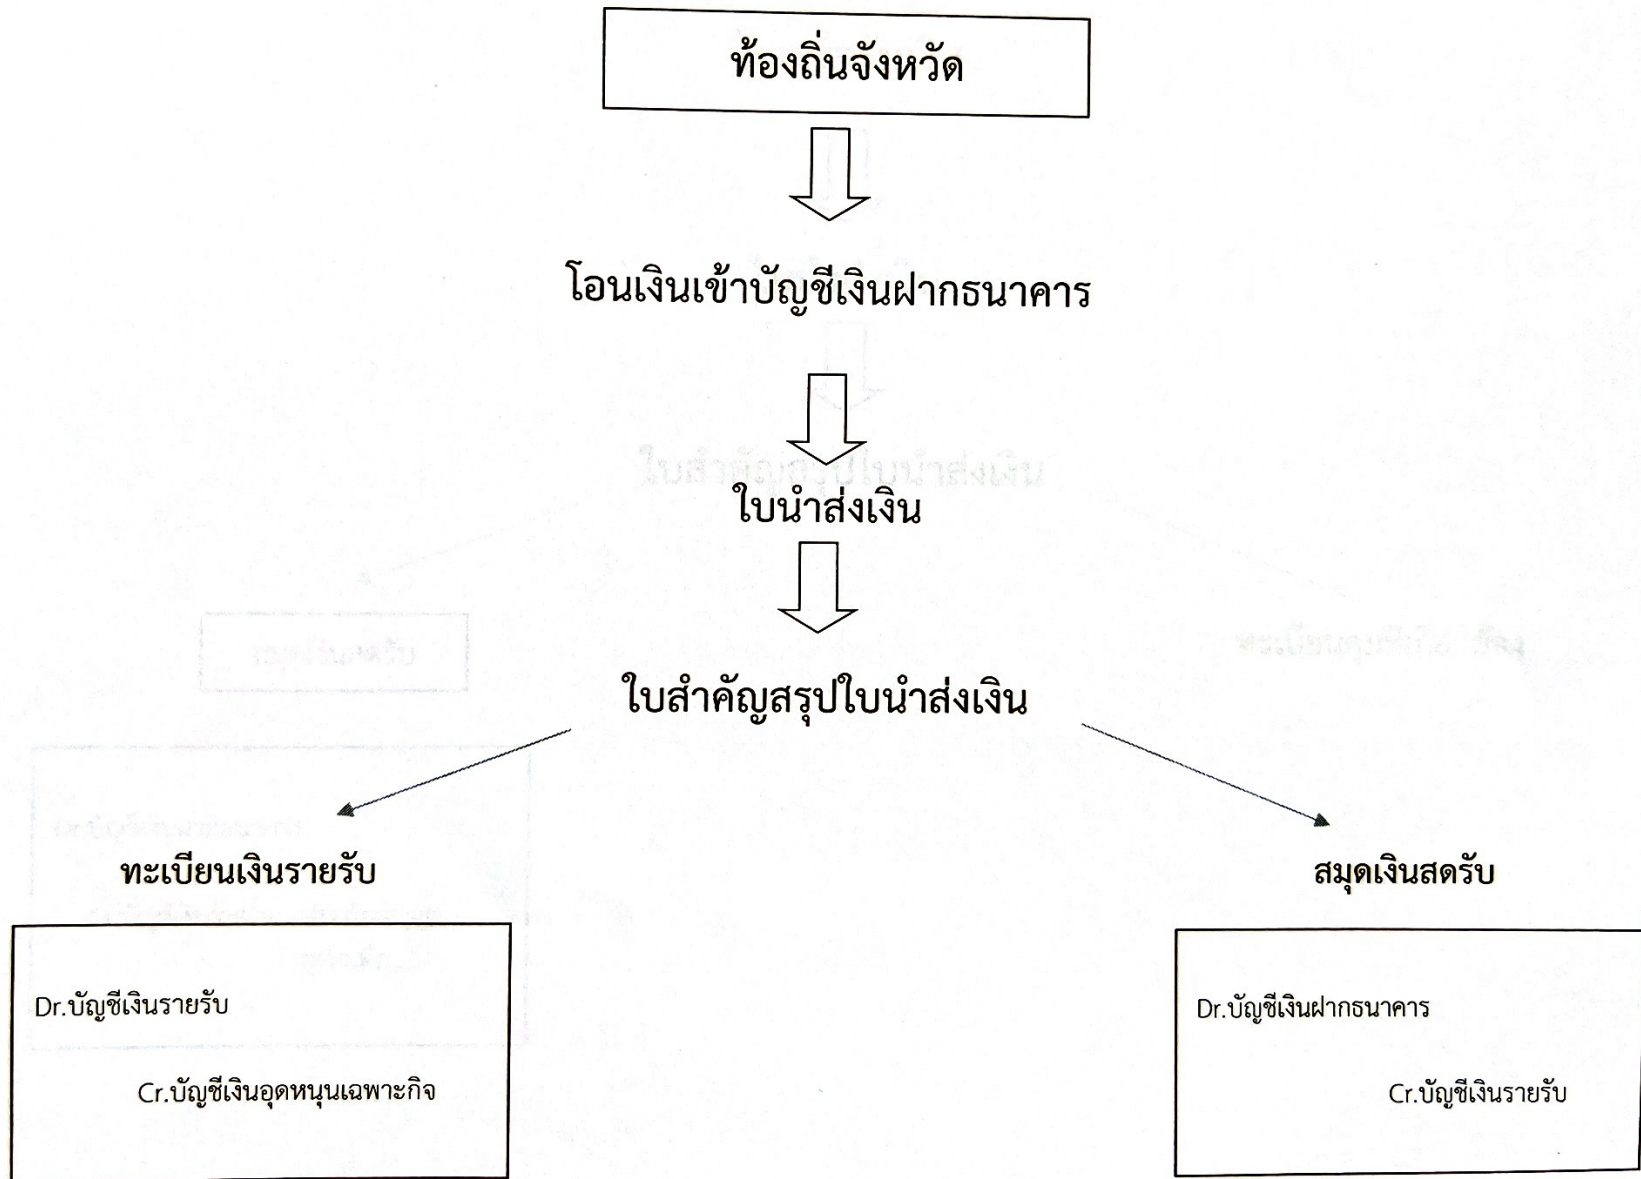 ท้องถิ่นจังหวัด
โอนเงินเข้าบัญชีเงินฝากธนาคาร
ใบนำส่งเงิน
ใบสำคัญสรุปใบนำส่งเงิน
ทะเบียนเงินรายรับ
สมุดเงินสดรับ
Dr.บัญชีเงินรายรับ
Cr.บัญชีเงินอุดหนุนเฉพาะกิจ
Dr.บัญชีเงินฝากธนาคาร
Cr.บัญชีเงินรายรับ